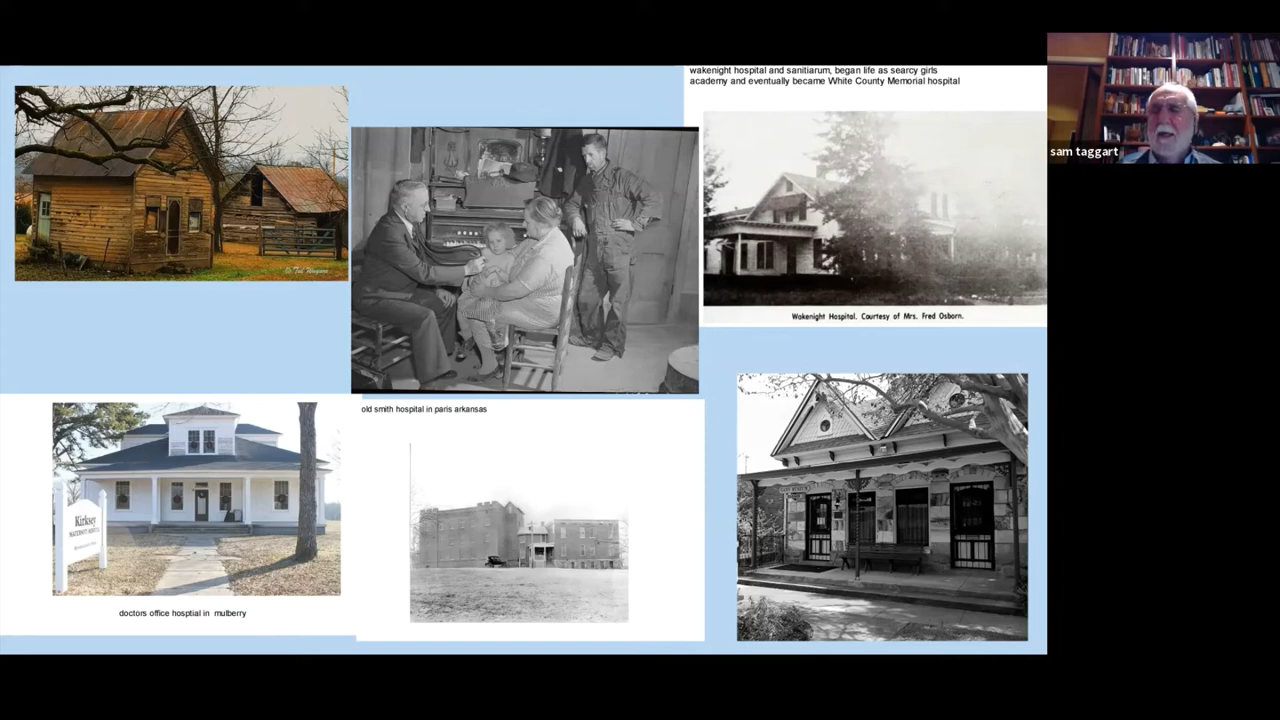 wakenight hospital and sanitiarum, began life as searcy girls
academy and eventually became White County Memorial hospital
sam taggart
Wakenight Hospital. Courtesy of Mrs. Fred Osborn.
old smith hospital in paris arkansas
Kirksey
doctors office hosptial in mulberry